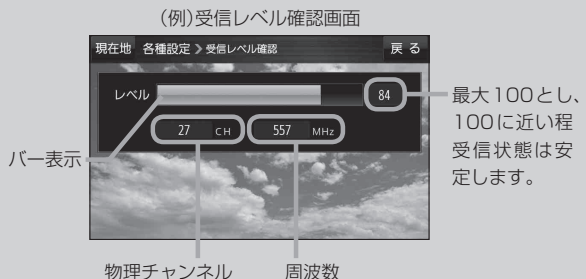 (例)受信レベル確認画面
現在地 各種設定 > 受信レベル確認 戻る
レベル 84
27 CH 557 MHz
最大100とし、
100に近い程
受信状態は安
定します。
バー表示
物理チャンネル 周波数